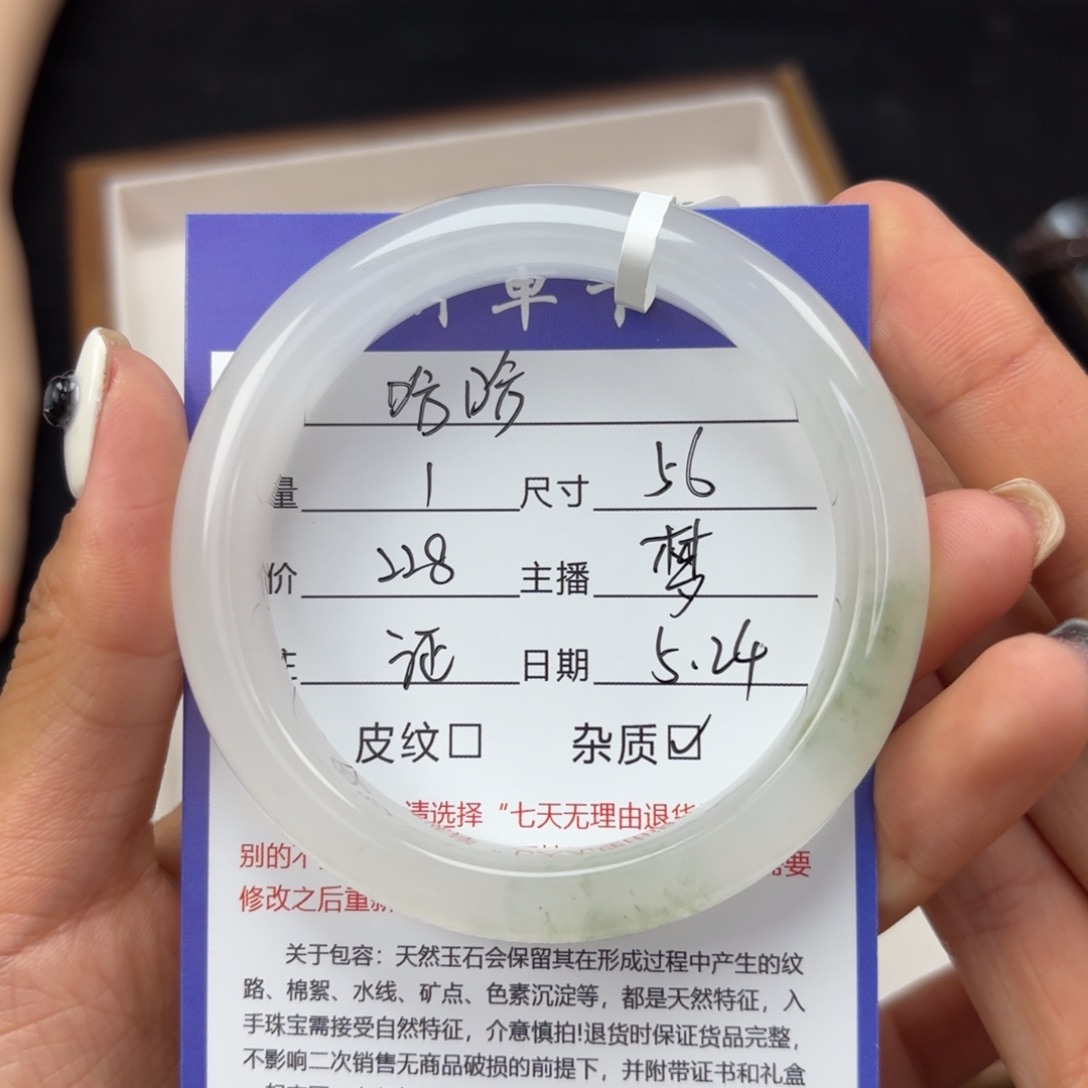 单
哈哈
量 1 尺寸 56
价 228 主播 梦
证 日期 5.24
皮纹☐ 杂质☑
请选择“七天无理由退货
别的不 需要
修改之后重新
关于包容：天然玉石会保留其在形成过程中产生的纹
路、棉絮、水线、矿点、色素沉淀等，都是天然特征，入
手珠宝需接受自然特征，介意慎拍！退货时保证货品完整，
不影响二次销售无商品破损的前提下，并附带证书和礼盒